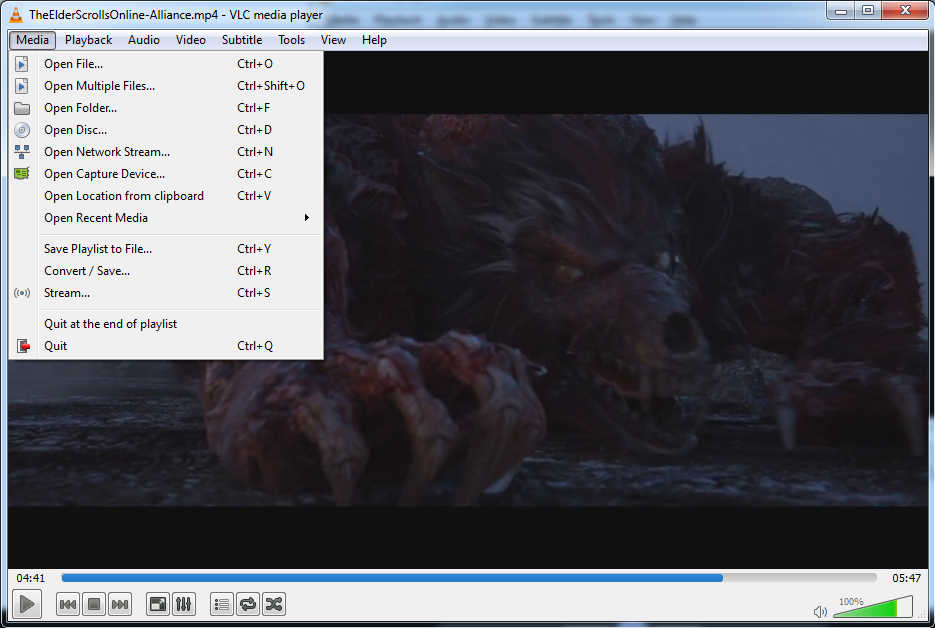 TheElderScrollsOnline-Alliance.mp4 - VLC media player
Media Playback Audio Video Subtitle Tools View Help
Open File... Ctrl+O
Open Multiple Files... Ctrl+Shift+O
Open Folder... Ctrl+F
Open Disc... Ctrl+D
Open Network Stream... Ctrl+N
Open Capture Device... Ctrl+C
Open Location from clipboard Ctrl+V
Open Recent Media
Save Playlist to File... Ctrl+Y
Convert / Save... Ctrl+R
Stream... Ctrl+S
Quit at the end of playlist
Quit Ctrl+Q
04:41 05:47
100%